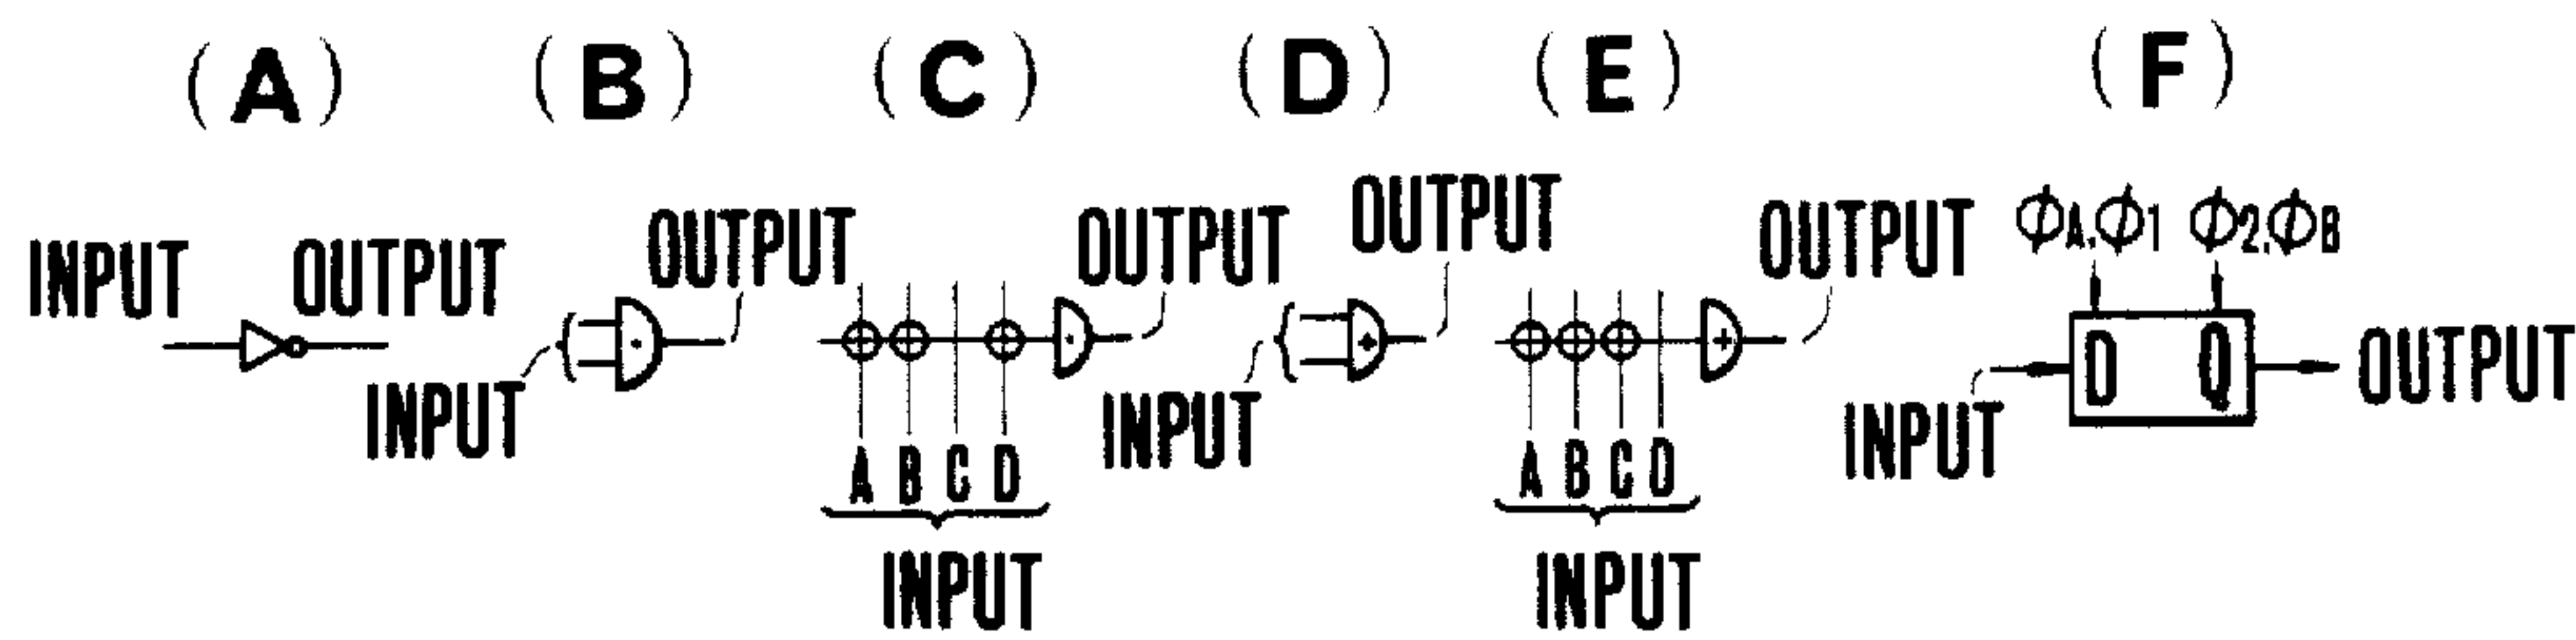 (A) (B) (C) (D) (E) (F)
INPUT OUTPUT
INPUT OUTPUT
OUTPUT
A B C D
INPUT
INPUT OUTPUT
OUTPUT
A B C D
INPUT
ΦA.Φ1 Φ2.ΦB
INPUT D Q OUTPUT